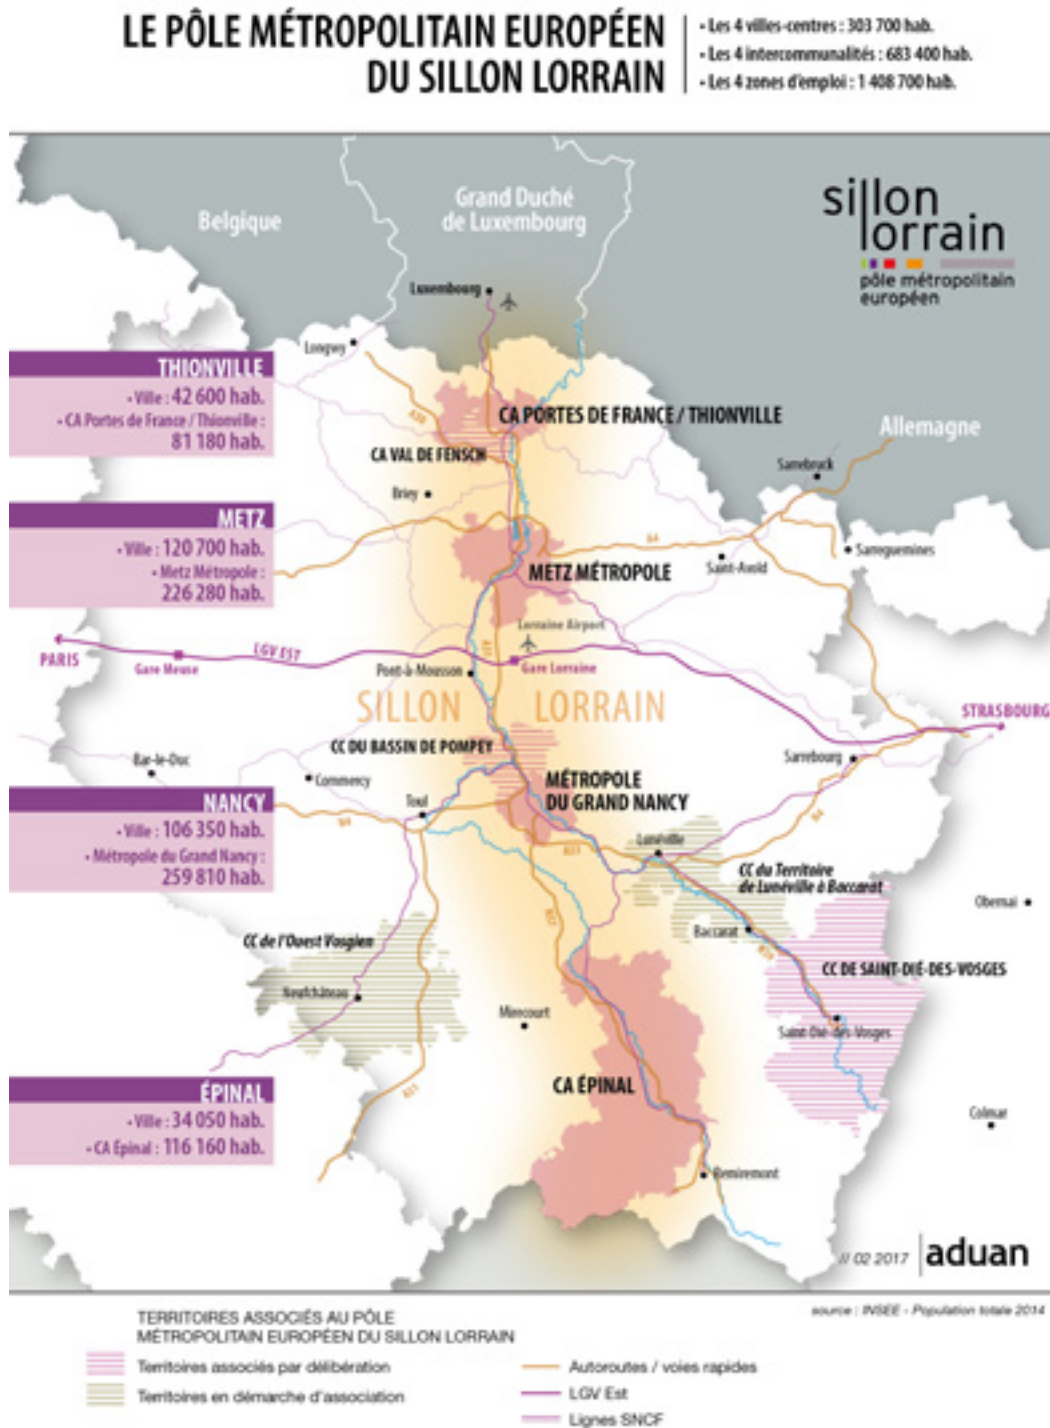 LE PÔLE MÉTROPOLITAIN EUROPÉEN
DU SILLON LORRAIN
• Les 4 villes-centres : 303 700 hab.
• Les 4 intercommunalités : 683 400 hab.
• Les 4 zones d'emploi : 1 408 700 hab.
Belgique
Grand Duché
de Luxembourg
sillon
lorrain
pôle métropolitain
européen
Luxembourg
Longwy
THIONVILLE
• Ville : 42 600 hab.
• CA Portes de France / Thionville :
81 180 hab.
A30
CA PORTES DE FRANCE / THIONVILLE
Allemagne
CA VAL DE FENSCH
Sarrebruck
Briey
METZ
• Ville : 120 700 hab.
• Metz Métropole :
226 280 hab.
A4
Sarreguemines
METZ MÉTROPOLE
Saint-Avold
Lorraine Airport
A31
PARIS
LGV EST
Gare Meuse
Pont-à-Mousson
Gare Lorraine
SILLON LORRAIN
STRASBOURG
CC DU BASSIN DE POMPEY
Bar-le-Duc
Commercy
Sarrebourg
MÉTROPOLE
DU GRAND NANCY
NANCY
• Ville : 106 350 hab.
• Métropole du Grand Nancy :
259 810 hab.
Toul
N4
N4
A33
Lunéville
CC du Territoire
de Lunéville à Baccarat
Obernai
Baccarat
CC de l'Ouest Vosgien
CC DE SAINT-DIÉ-DES-VOSGES
Neufchâteau
Mirecourt
Saint-Dié-des-Vosges
ÉPINAL
• Ville : 34 050 hab.
• CA Épinal : 116 160 hab.
A31
CA ÉPINAL
Colmar
Remiremont
// 02 2017
aduan
source : INSEE - Population totale 2014
TERRITOIRES ASSOCIÉS AU PÔLE
MÉTROPOLITAIN EUROPÉEN DU SILLON LORRAIN
Territoires associés par délibération
Territoires en démarche d'association
Autoroutes / voies rapides
LGV Est
Lignes SNCF